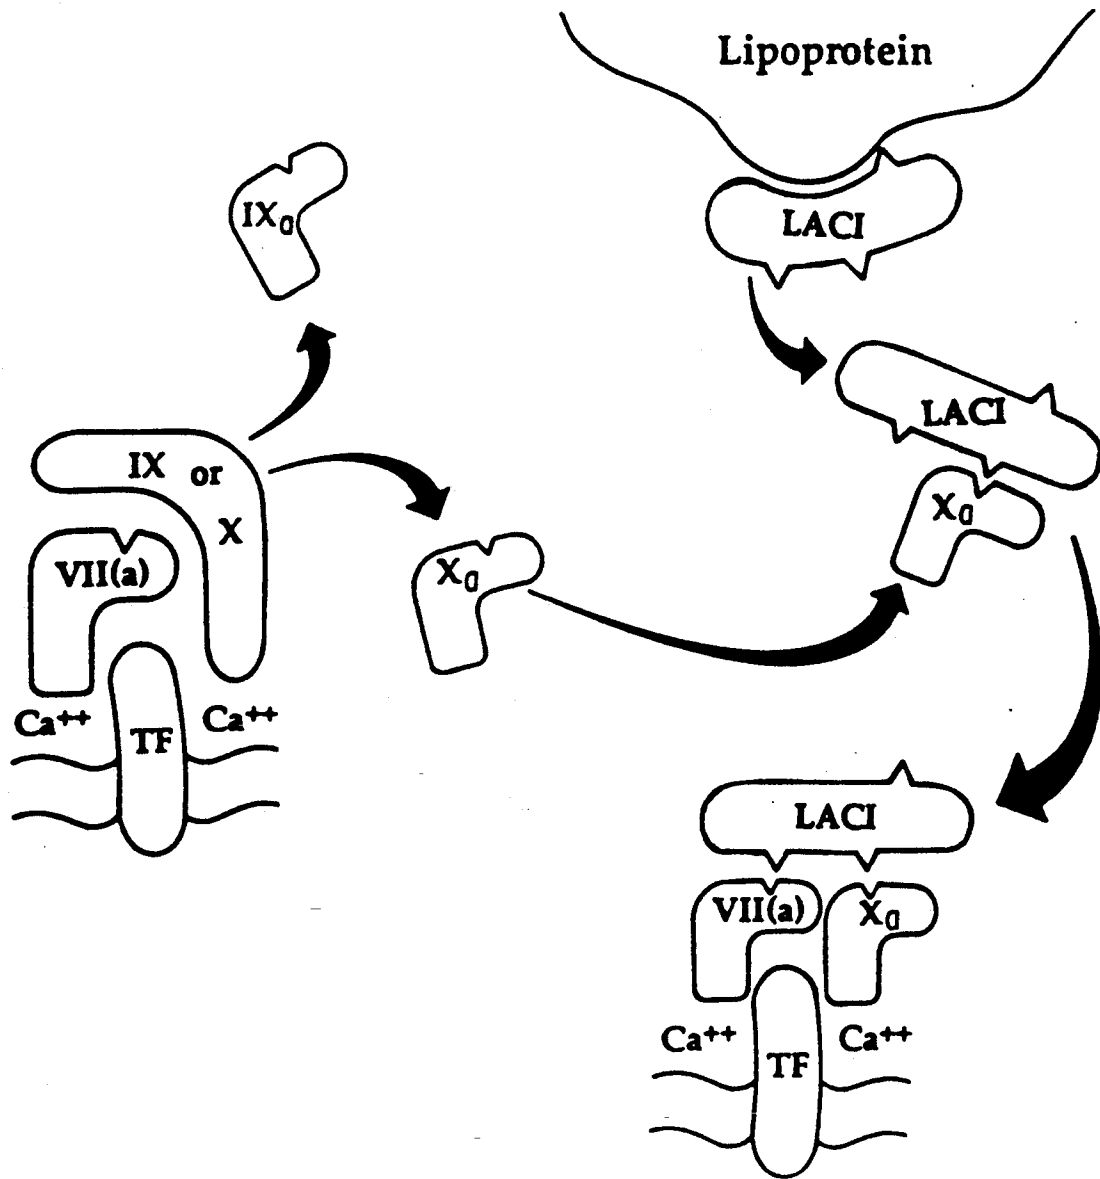 Lipoprotein
LACI
IXa
LACI
Xa
IX or
X
VII(a)
Xa
Ca++
TF
Ca++
LACI
VII(a)
Xa
Ca++
TF
Ca++